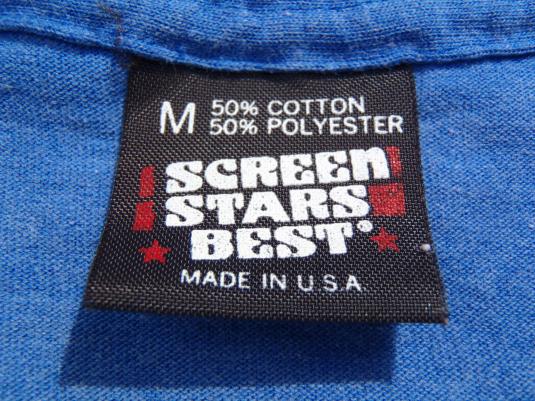 M 50% COTTON
50% POLYESTER
SCREEN
STARS
BEST®
MADE IN U.S.A.